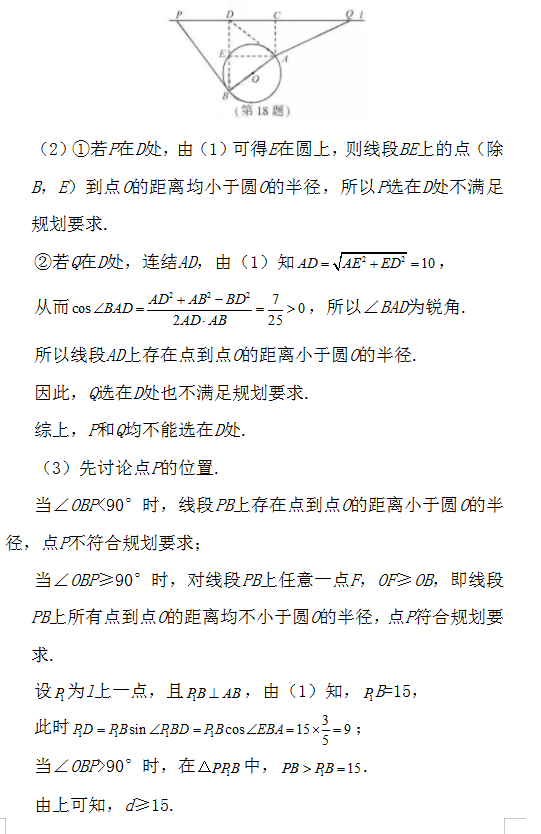 P D C Q l
E A
O
B
(第18题)
(2)①若P在D处,由(1)可得E在圆上,则线段BE上的点(除
B,E)到点O的距离均小于圆O的半径,所以P选在D处不满足
规划要求.
②若Q在D处,连结AD,由(1)知AD=√(AE²+ED²)=10,
从而cos∠BAD=(AD²+AB²−BD²)/(2AD·AB)=7/25>0,所以∠BAD为锐角.
所以线段AD上存在点到点O的距离小于圆O的半径.
因此,Q选在D处也不满足规划要求.
综上,P和Q均不能选在D处.
(3)先讨论点P的位置.
当∠OBP<90°时,线段PB上存在点到点O的距离小于圆O的半
径,点P不符合规划要求;
当∠OBP≥90°时,对线段PB上任意一点F,OF≥OB,即线段
PB上所有点到点O的距离均不小于圆O的半径,点P符合规划要
求.
设P₁为l上一点,且P₁B⊥AB,由(1)知,P₁B=15,
此时P₁D=P₁Bsin∠P₁BD=P₁Bcos∠EBA=15×3/5=9;
当∠OBP>90°时,在△PP₁B中,PB>P₁B=15.
由上可知,d≥15.